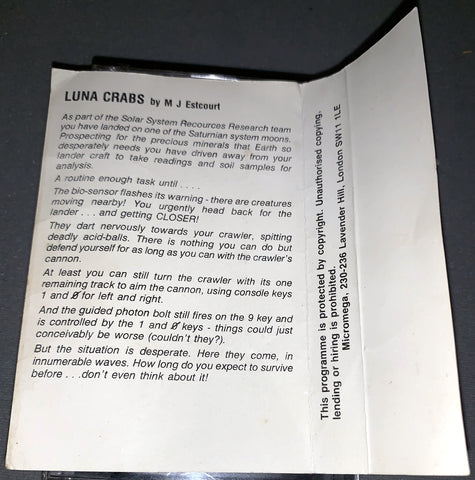 LUNA CRABS by M J Estcourt
As part of the Solar System Recources Research team
you have landed on one of the Saturnian system moons.
Prospecting for the precious minerals that Earth so
desperately needs you have driven away from your
lander craft to take readings and soil samples for
analysis.
A routine enough task until . . . .
The bio-sensor flashes its warning - there are creatures
moving nearby! You urgently head back for the
lander . . . and getting CLOSER!
They dart nervously towards your crawler, spitting
deadly acid-balls. There is nothing you can do but
defend yourself for as long as you can with the crawler's
cannon.
At least you can still turn the crawler with its one
remaining track to aim the cannon, using console keys
1 and 0 for left and right.
And the guided photon bolt still fires on the 9 key and
is controlled by the 1 and 0 keys - things could just
conceivably be worse (couldn't they?).
But the situation is desperate. Here they come, in
innumerable waves. How long do you expect to survive
before . . .don't even think about it!
This programme is protected by copyright. Unauthorised copying,
lending or hiring is prohibited.
Micromega, 230-236 Lavender Hill, London SW11 1LE